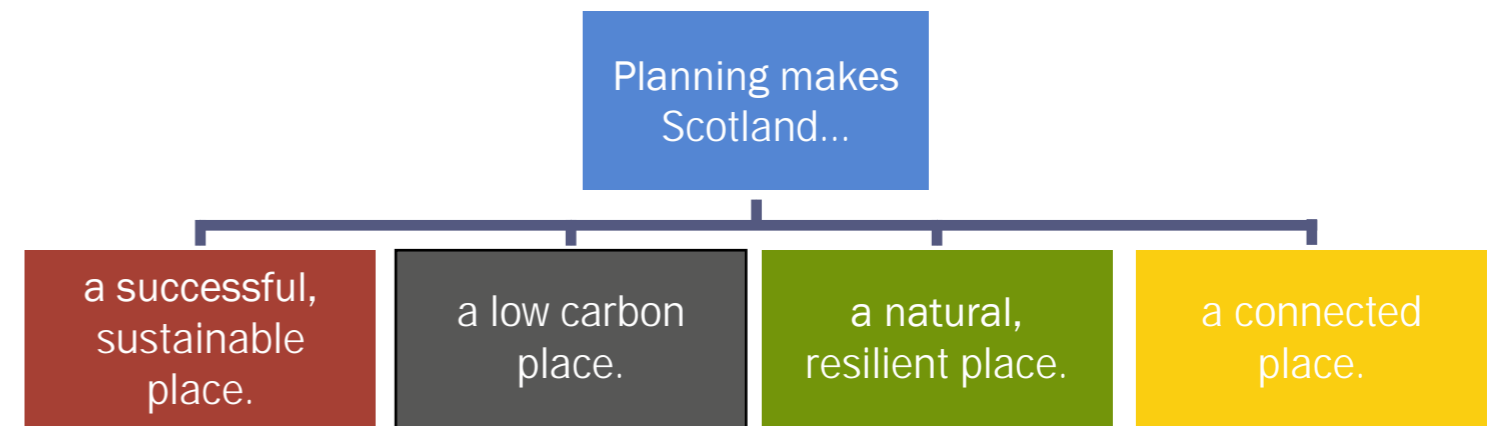 Planning makes
Scotland...
a successful,
sustainable
place.
a low carbon
place.
a natural,
resilient place.
a connected
place.